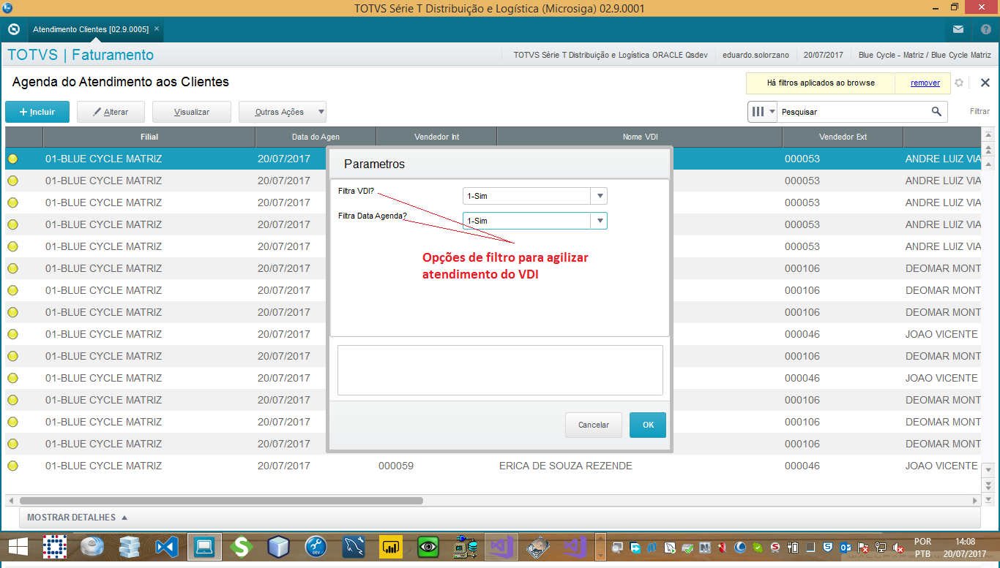 TOTVS Série T Distribuição e Logística (Microsiga) 02.9.0001
Atendimento Clientes [02.9.0005] ×
TOTVS | Faturamento
TOTVS Série T Distribuição e Logística ORACLE Qsdev
eduardo.solorzano
20/07/2017
Blue Cycle - Matriz / Blue Cycle Matriz
Agenda do Atendimento aos Clientes
Há filtros aplicados ao browse
remover
+ Incluir
Alterar
Visualizar
Outras Ações
Pesquisar
Filtrar
Filial Data do Agen Vendedor Int Nome VDI Vendedor Ext
01-BLUE CYCLE MATRIZ 20/07/2017 000053 ANDRE LUIZ VIA
01-BLUE CYCLE MATRIZ 20/07/2017 000053 ANDRE LUIZ VIA
01-BLUE CYCLE MATRIZ 20/07/2017 000053 ANDRE LUIZ VIA
01-BLUE CYCLE MATRIZ 20/07/2017 000053 ANDRE LUIZ VIA
01-BLUE CYCLE MATRIZ 20/07/2017 000053 ANDRE LUIZ VIA
01-BLUE CYCLE MATRIZ 20/07/2017 000106 DEOMAR MONT
01-BLUE CYCLE MATRIZ 20/07/2017 000106 DEOMAR MONT
01-BLUE CYCLE MATRIZ 20/07/2017 000106 DEOMAR MONT
01-BLUE CYCLE MATRIZ 20/07/2017 000046 JOAO VICENTE
01-BLUE CYCLE MATRIZ 20/07/2017 000106 DEOMAR MONT
01-BLUE CYCLE MATRIZ 20/07/2017 000046 JOAO VICENTE
01-BLUE CYCLE MATRIZ 20/07/2017 000106 DEOMAR MONT
01-BLUE CYCLE MATRIZ 20/07/2017 000106 DEOMAR MONT
01-BLUE CYCLE MATRIZ 20/07/2017 000106 DEOMAR MONT
01-BLUE CYCLE MATRIZ 20/07/2017 000059 ERICA DE SOUZA REZENDE 000046 JOAO VICENTE
Parametros
Filtra VDI? 1-Sim
Filtra Data Agenda? 1-Sim
Opções de filtro para agilizar
atendimento do VDI
Cancelar
OK
MOSTRAR DETALHES
POR
PTB
14:08
20/07/2017